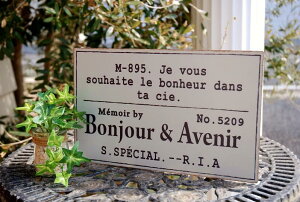 M-895. Je vous
souhaite le bonheur dans
ta cie.
Mémoir by
No.5209
Bonjour & Avenir
S.SPÉCIAL.--R.I.A